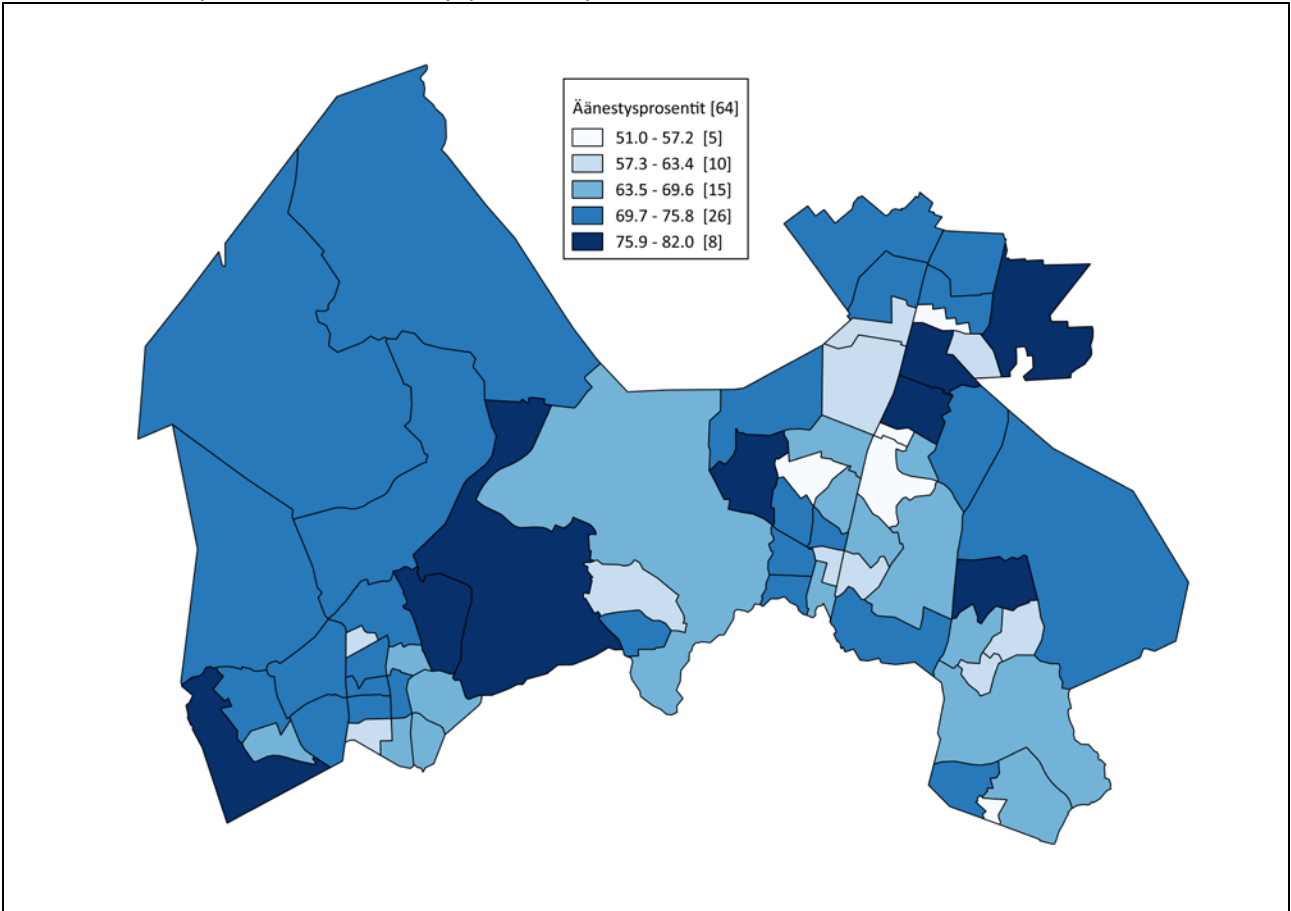 Äänestysprosentit [64]
51.0 - 57.2 [5]
57.3 - 63.4 [10]
63.5 - 69.6 [15]
69.7 - 75.8 [26]
75.9 - 82.0 [8]